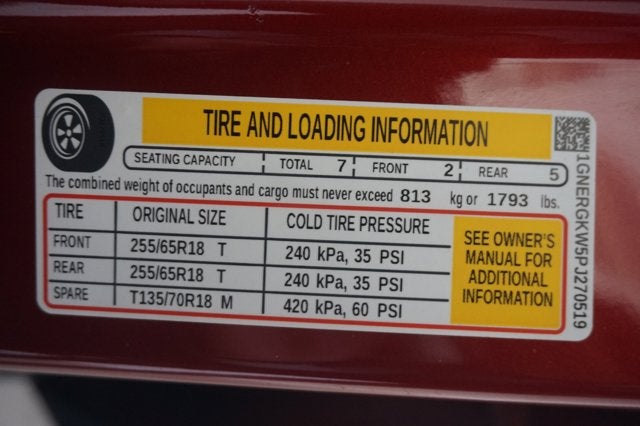 TIRE AND LOADING INFORMATION
SEATING CAPACITY TOTAL 7 FRONT 2 REAR 5
The combined weight of occupants and cargo must never exceed 813 kg or 1793 lbs.
TIRE ORIGINAL SIZE COLD TIRE PRESSURE
FRONT 255/65R18 T 240 kPa, 35 PSI
REAR 255/65R18 T 240 kPa, 35 PSI
SPARE T135/70R18 M 420 kPa, 60 PSI
SEE OWNER'S
MANUAL FOR
ADDITIONAL
INFORMATION
1GNERGKW5PJ270519